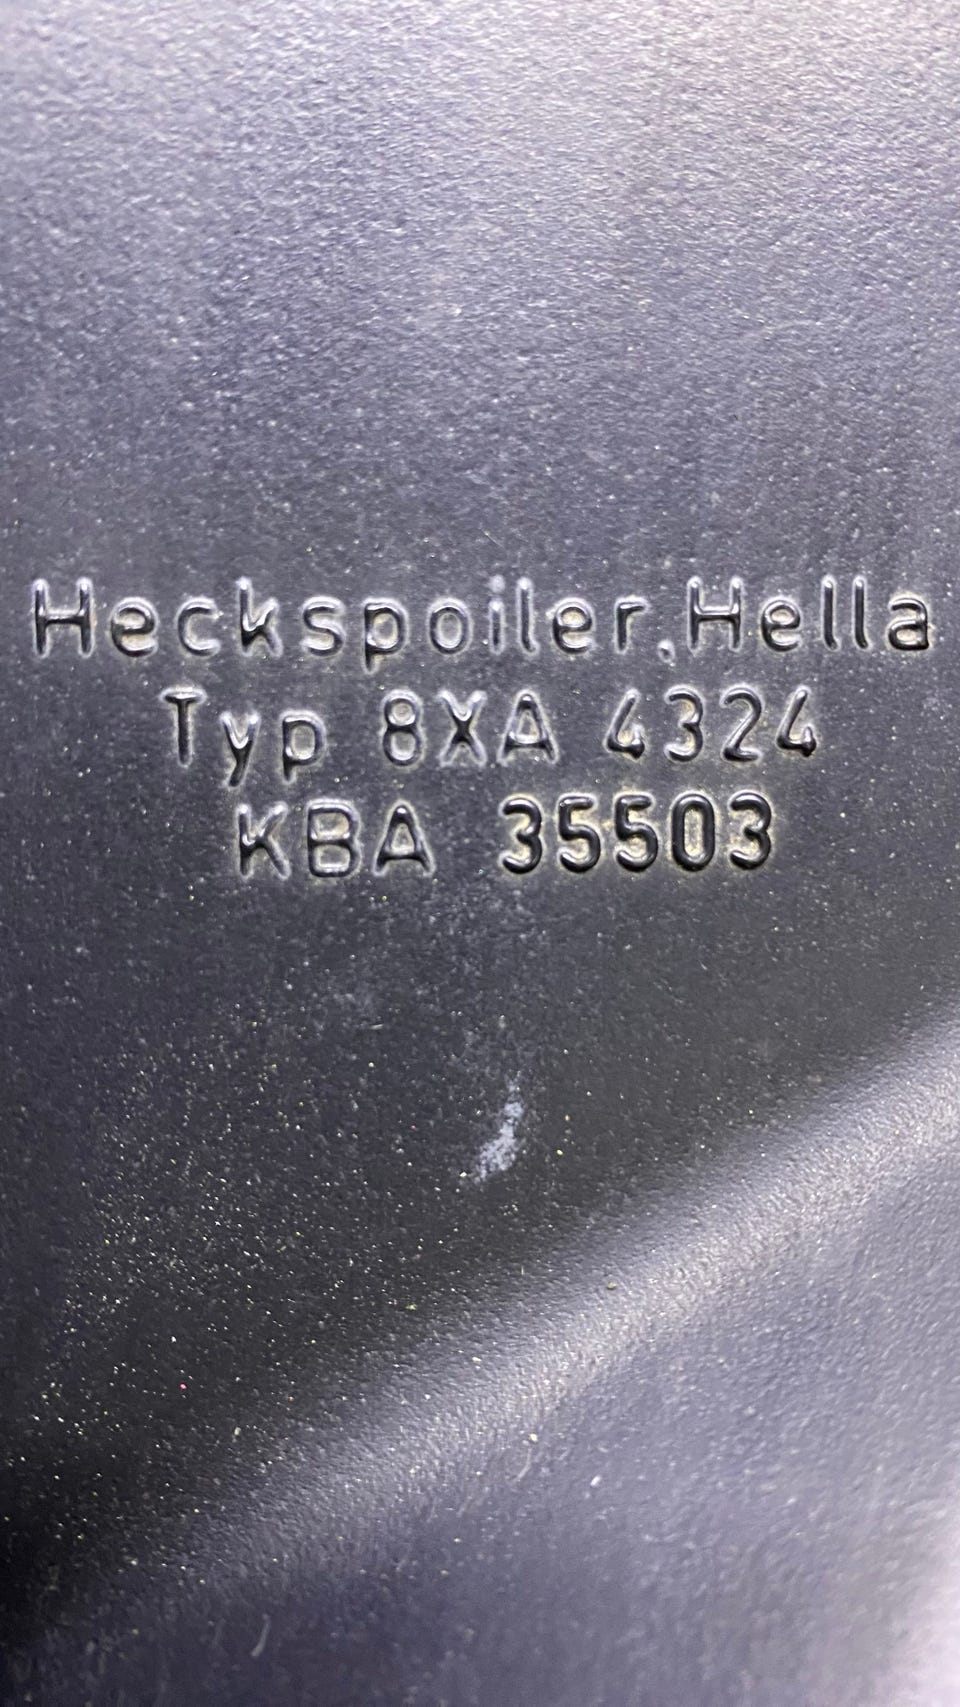 Heckspoiler,Hella
Typ 8XA 4324
KBA 35503